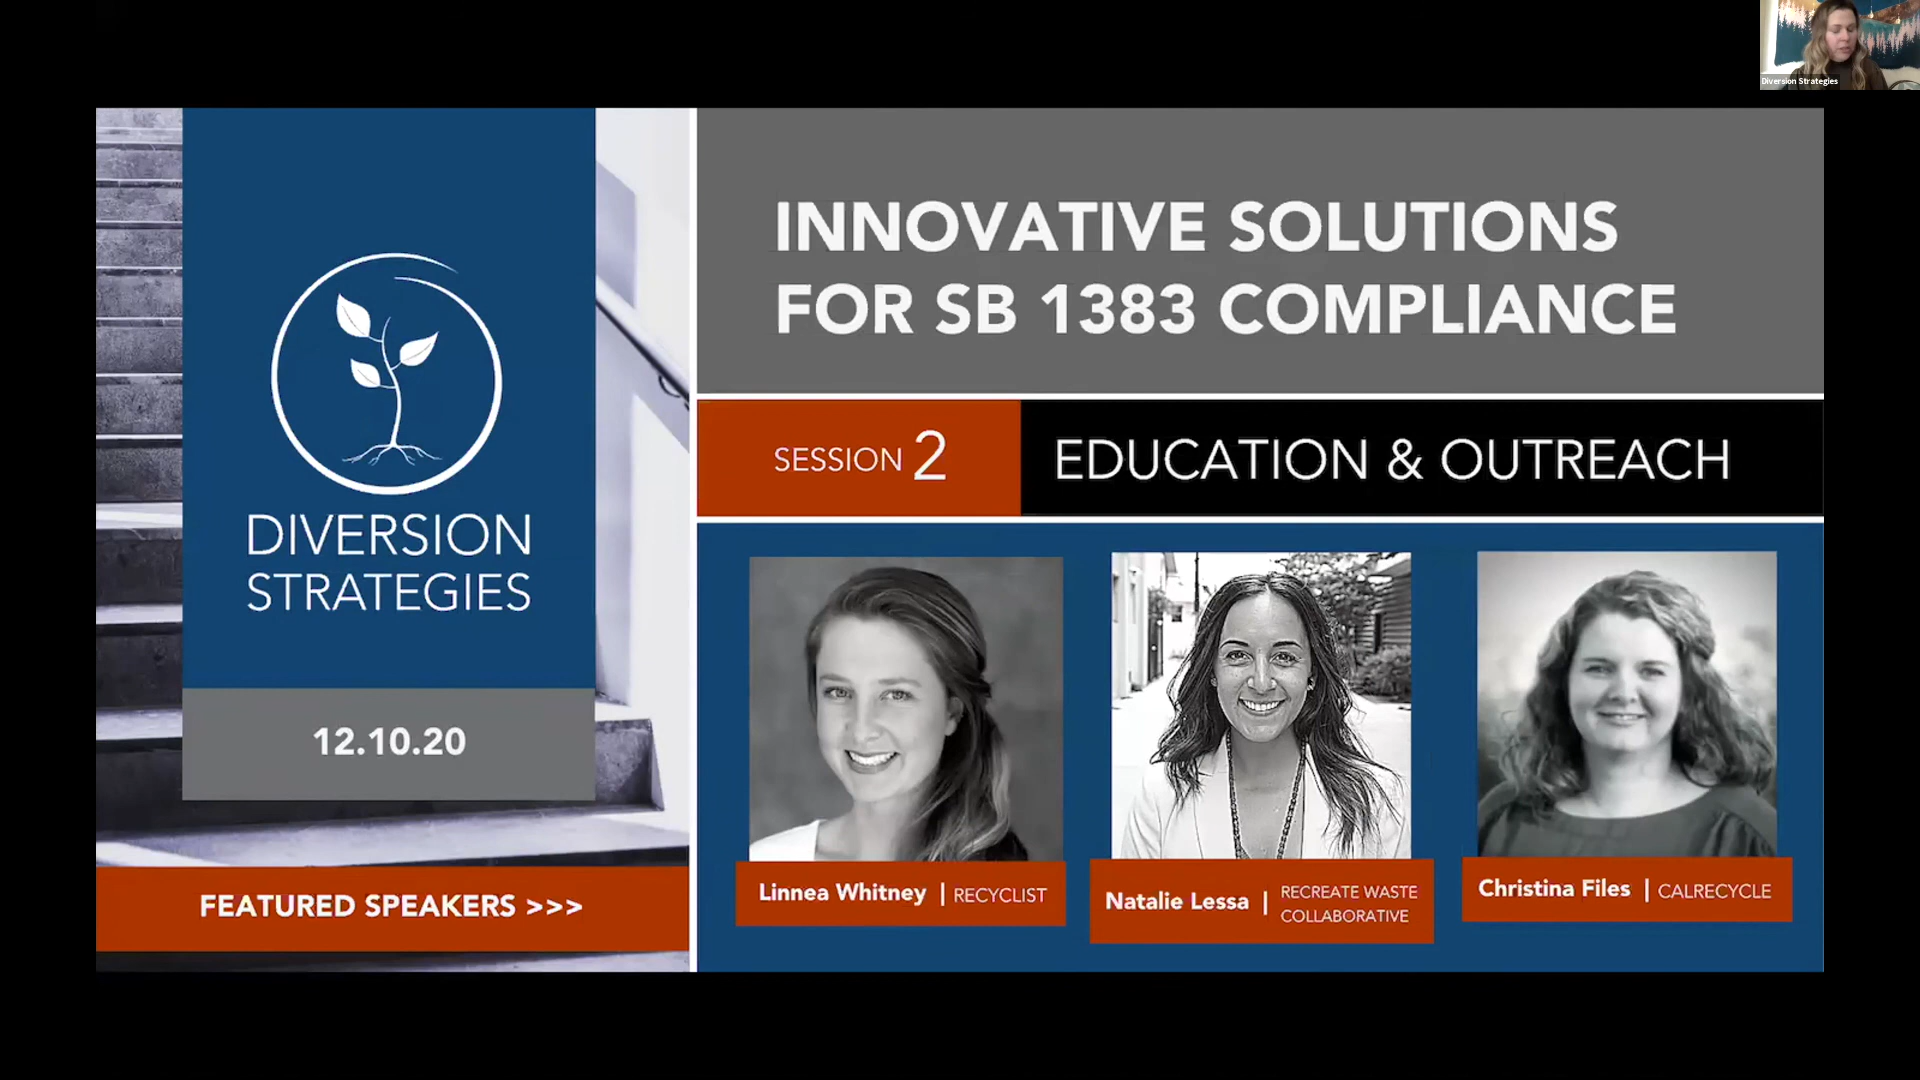 Diversion Strategies
DIVERSION
STRATEGIES
12.10.20
FEATURED SPEAKERS >>>
INNOVATIVE SOLUTIONS
FOR SB 1383 COMPLIANCE
SESSION 2
EDUCATION & OUTREACH
Linnea Whitney | RECYCLIST
Natalie Lessa | RECREATE WASTE
COLLABORATIVE
Christina Files | CALRECYCLE